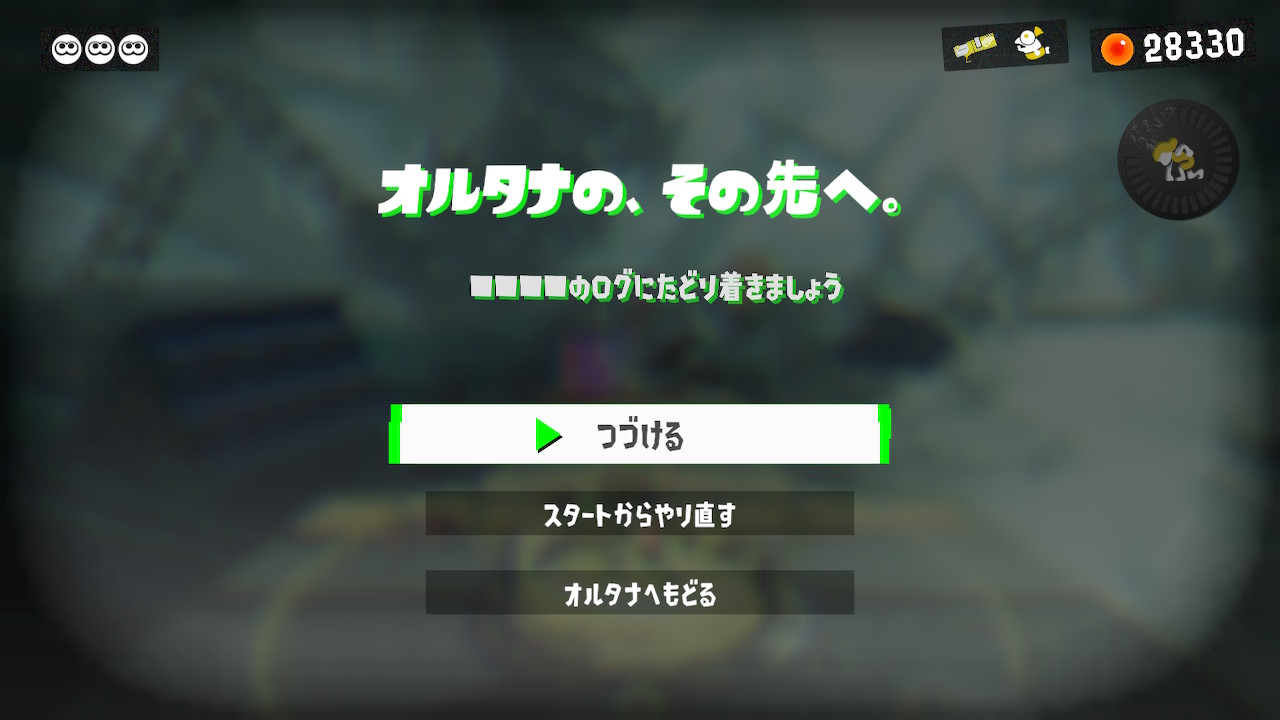 28330
オルタナの、その先へ。
■■■■のログにたどり着きましょう
つづける
スタートからやり直す
オルタナへもどる